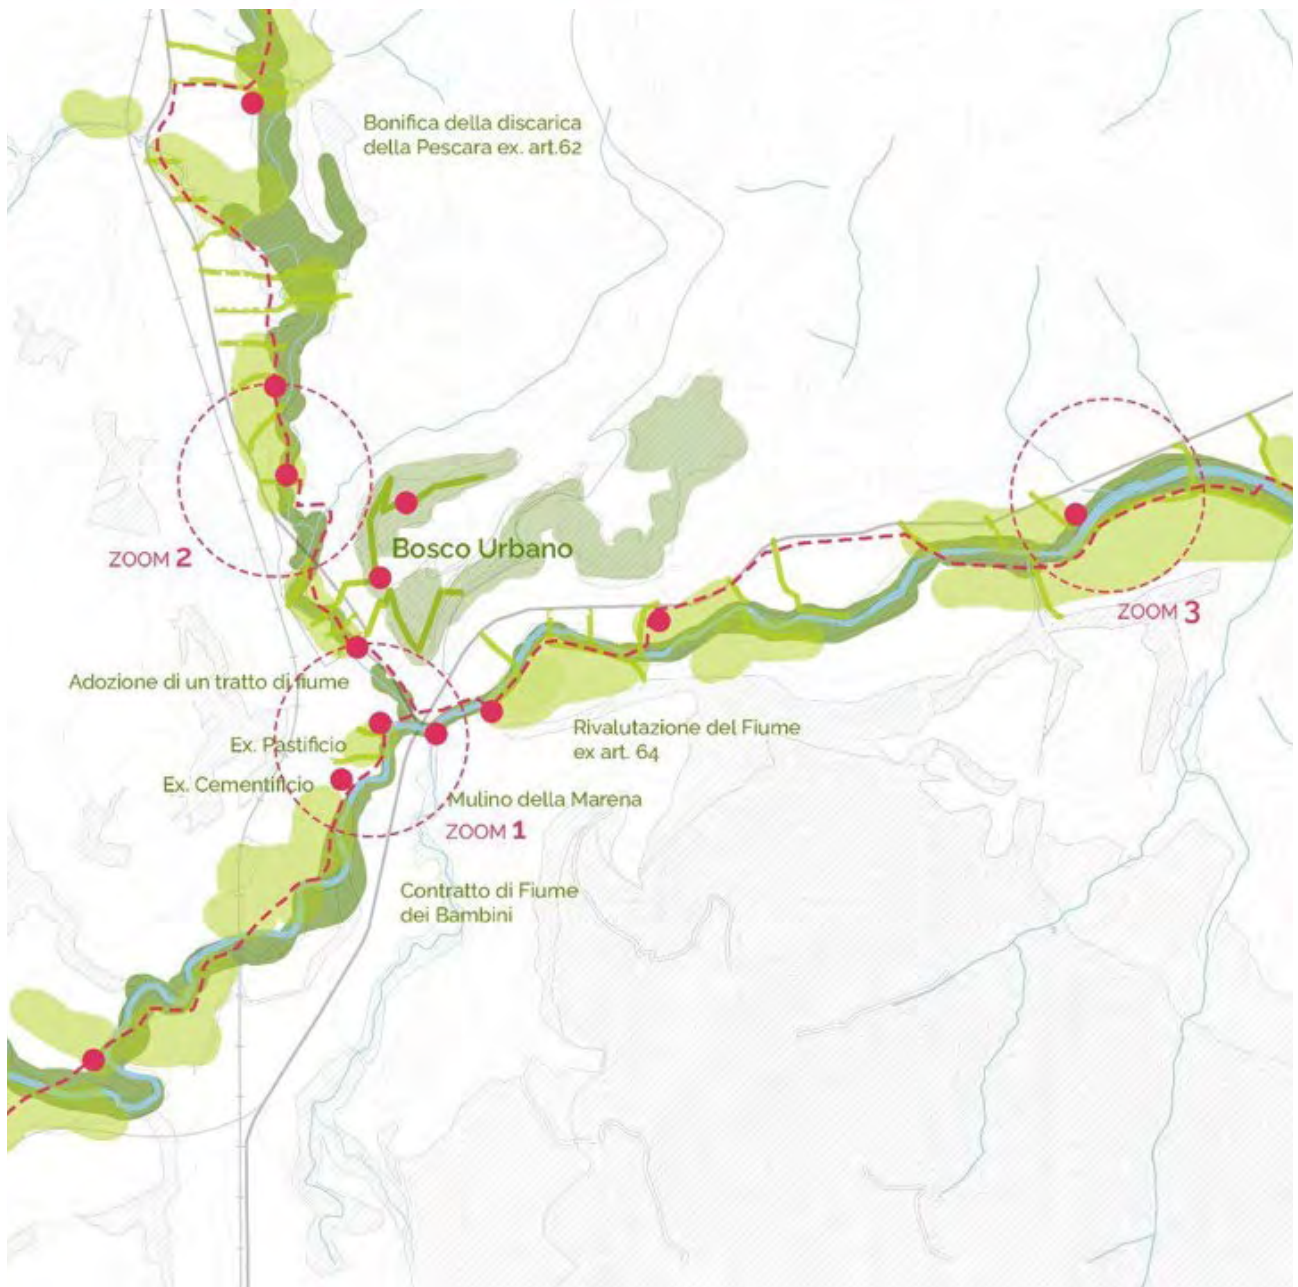 Bonifica della discarica
della Pescara ex. art.62
Bosco Urbano
ZOOM 2
ZOOM 3
Adozione di un tratto di fiume
Rivalutazione del Fiume
ex art. 64
Ex. Pastificio
Ex. Cementificio
Mulino della Marena
ZOOM 1
Contratto di Fiume
dei Bambini